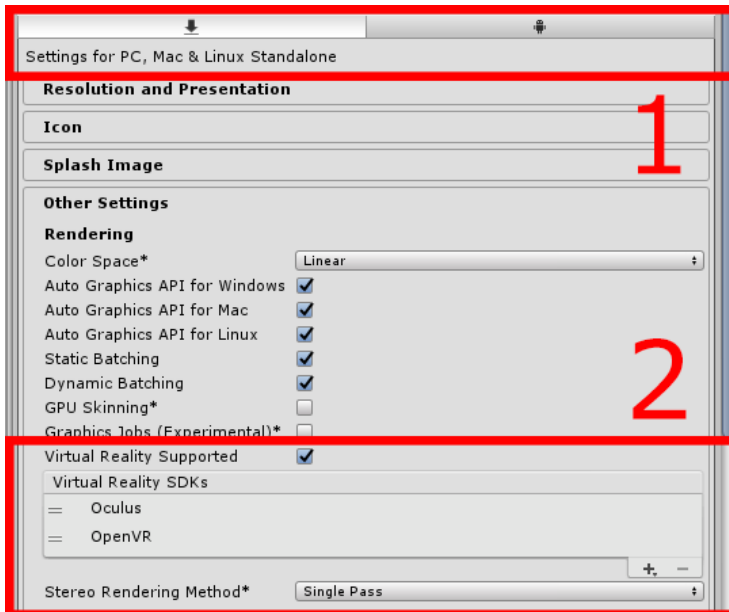 Settings for PC, Mac & Linux Standalone
Resolution and Presentation
1
Icon
Splash Image
Other Settings
Rendering
Color Space* Linear
Auto Graphics API for Windows
Auto Graphics API for Mac
Auto Graphics API for Linux
Static Batching
2
Dynamic Batching
GPU Skinning*
Graphics Jobs (Experimental)*
Virtual Reality Supported
Virtual Reality SDKs
= Oculus
= OpenVR
+ −
Stereo Rendering Method* Single Pass